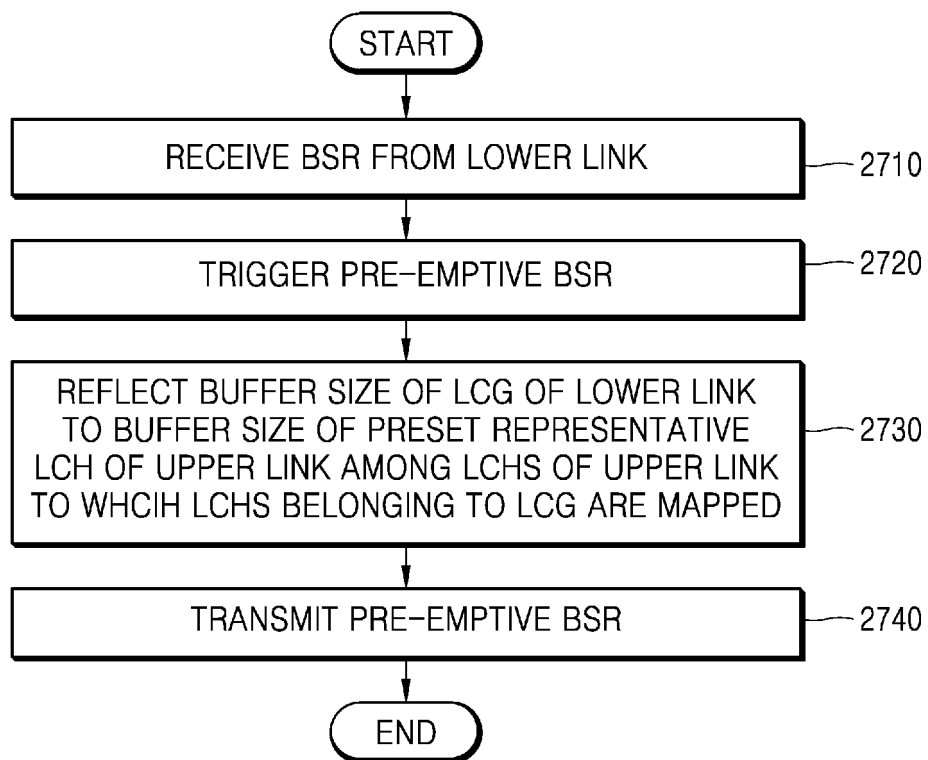 START
RECEIVE BSR FROM LOWER LINK
2710
TRIGGER PRE-EMPTIVE BSR
2720
REFLECT BUFFER SIZE OF LCG OF LOWER LINK
TO BUFFER SIZE OF PRESET REPRESENTATIVE
LCH OF UPPER LINK AMONG LCHS OF UPPER LINK
TO WHCIH LCHS BELONGING TO LCG ARE MAPPED
2730
TRANSMIT PRE-EMPTIVE BSR
2740
END